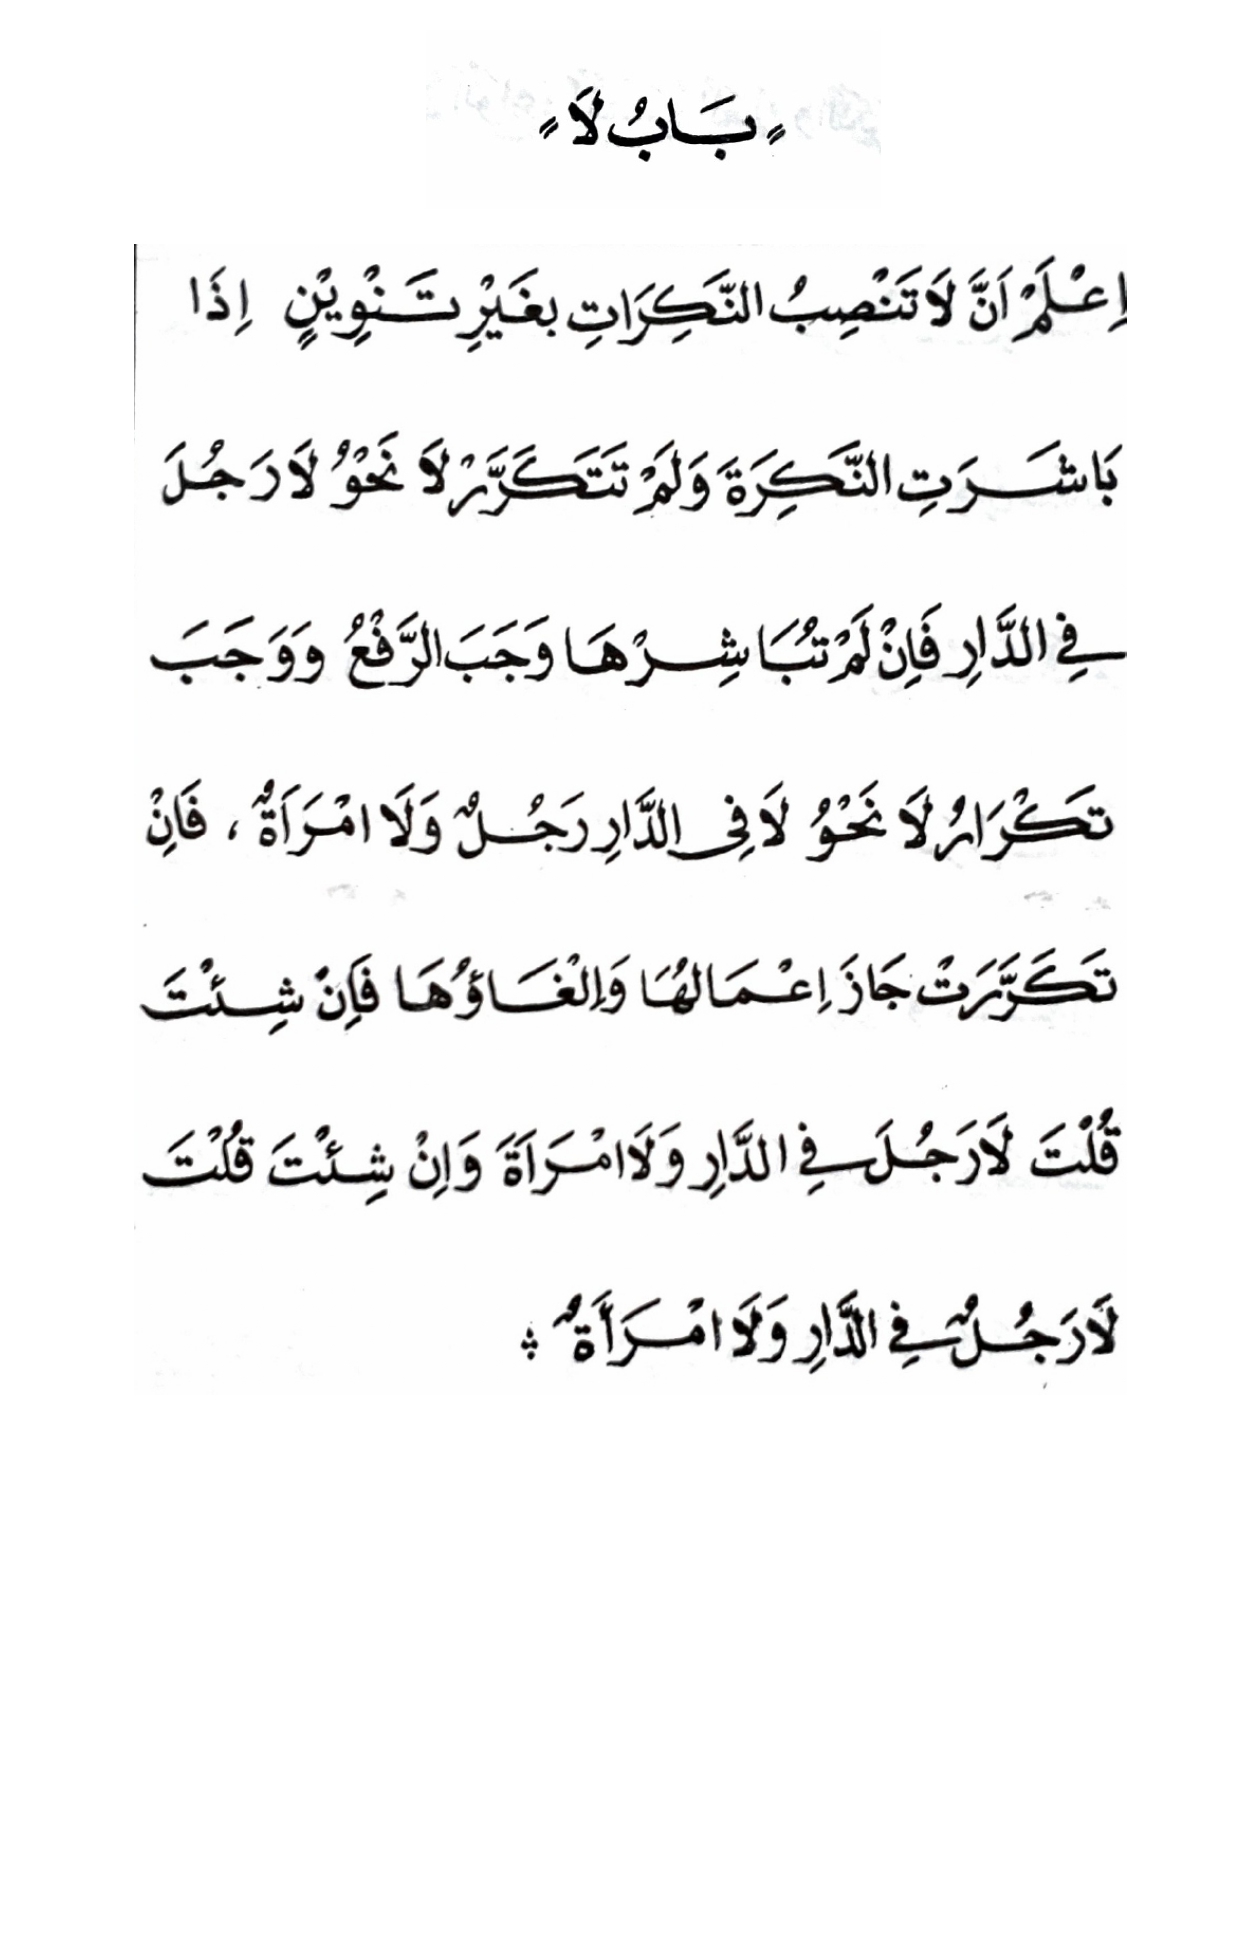 « بَابُ لَا »
اِعْلَمْ اَنَّ لَا تَنْصِبُ النَّكِرَاتِ بِغَيْرِ تَنْوِيْنٍ اِذَا
بَاشَرَتِ النَّكِرَةَ وَلَمْ تَتَكَرَّرْ لَا نَحْوُ لَا رَجُلَ
فِي الدَّارِ فَاِنْ لَمْ تُبَاشِرْهَا وَجَبَ الرَّفْعُ وَوَجَبَ
تَكْرَارُ لَا نَحْوُ لَا فِى الدَّارِ رَجُلٌ وَلَا امْرَاَةٌ ، فَاِنْ
تَكَرَّرَتْ جَازَ اِعْمَالُهَا وَاِلْغَاؤُهَا فَاِنْ شِئْتَ
قُلْتَ لَا رَجُلَ فِي الدَّارِ وَلَا امْرَاَةَ وَاِنْ شِئْتَ قُلْتَ
لَا رَجُلٌ فِي الدَّارِ وَلَا امْرَأَةٌ